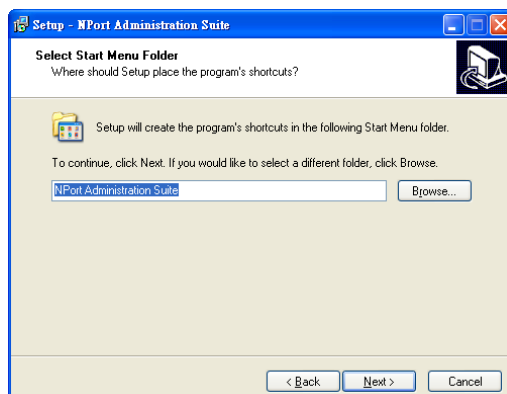 Setup - NPort Administration Suite
Select Start Menu Folder
Where should Setup place the program's shortcuts?
Setup will create the program's shortcuts in the following Start Menu folder.
To continue, click Next. If you would like to select a different folder, click Browse.
NPort Administration Suite
Browse...
< Back
Next >
Cancel